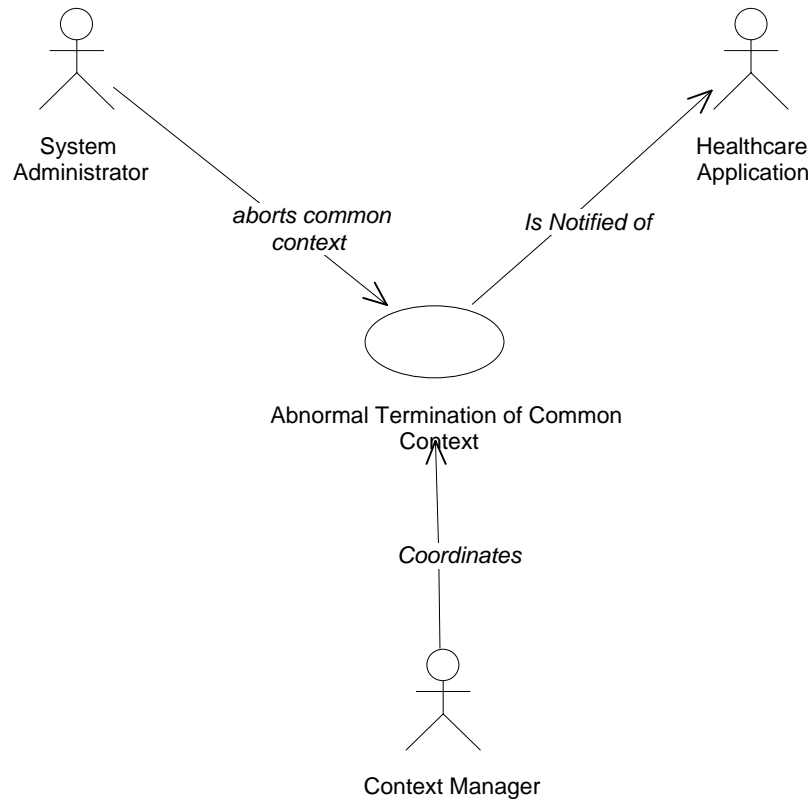 System
Administrator
Healthcare
Application
aborts common
context
Is Notified of
Abnormal Termination of Common
Context
Coordinates
Context Manager